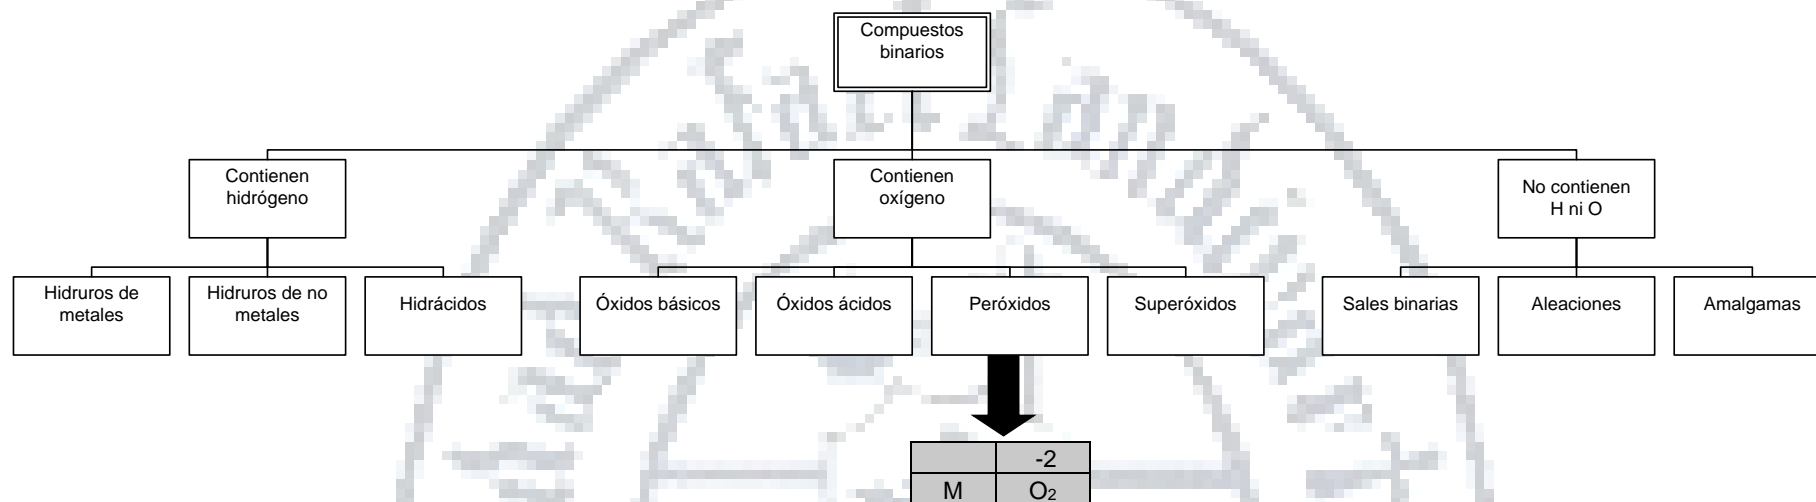 Compuestos
binarios
Contienen
hidrógeno
Contienen
oxígeno
No contienen
H ni O
Hidruros de
metales
Hidruros de no
metales
Hidrácidos
Óxidos básicos
Óxidos ácidos
Peróxidos
Superóxidos
Sales binarias
Aleaciones
Amalgamas
-2
M O₂